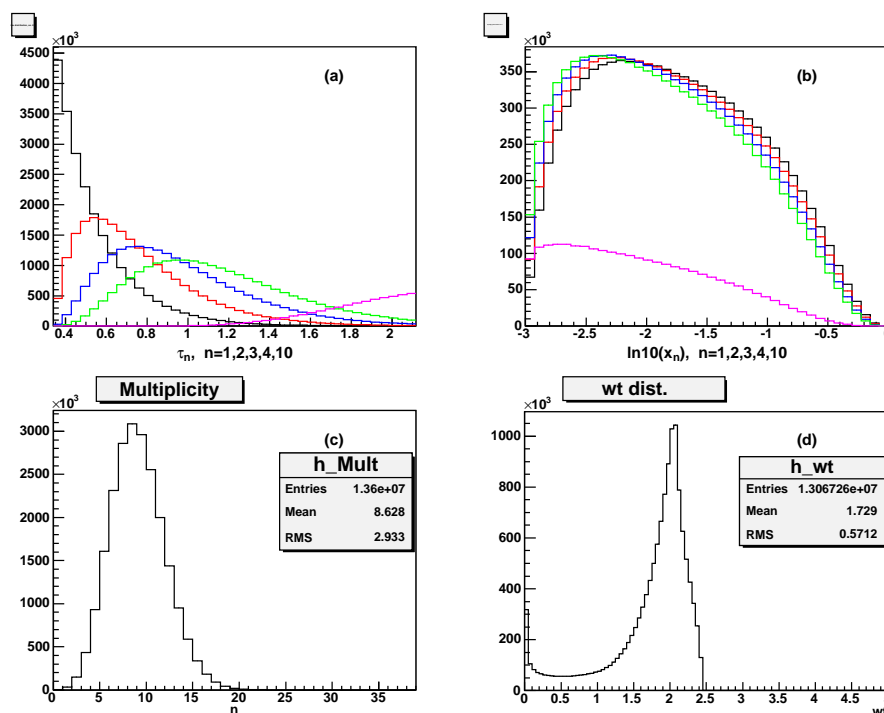 ×10³
4500
4000
3500
3000
2500
2000
1500
1000
500
0
(a)
0.4 0.6 0.8 1 1.2 1.4 1.6 1.8 2
τₙ, n=1,2,3,4,10
×10³
350
300
250
200
150
100
50
0
(b)
-3 -2.5 -2 -1.5 -1 -0.5
ln10(xₙ), n=1,2,3,4,10
Multiplicity
×10³
3000
2500
2000
1500
1000
500
0
(c)
h_Mult
Entries 1.36e+07
Mean 8.628
RMS 2.933
0 5 10 15 20 25 30 35
n
wt dist.
×10³
1000
800
600
400
200
0
(d)
h_wt
Entries 1.306726e+07
Mean 1.729
RMS 0.5712
0 0.5 1 1.5 2 2.5 3 3.5 4 4.5